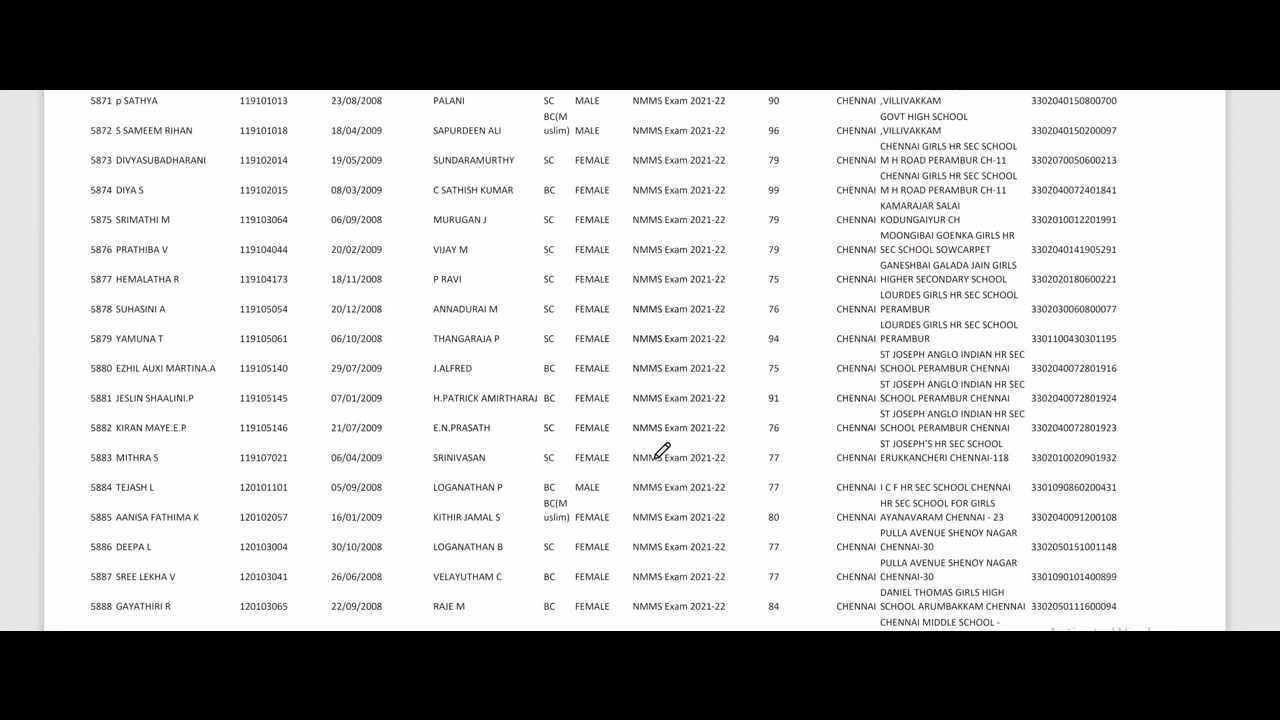 5871 p SATHYA 119101013 23/08/2008 PALANI SC MALE NMMS Exam 2021-22 90 CHENNAI ,VILLIVAKKAM 3302040150800700
BC(M GOVT HIGH SCHOOL
5872 S SAMEEM RIHAN 119101018 18/04/2009 SAPURDEEN ALI uslim) MALE NMMS Exam 2021-22 96 CHENNAI ,VILLIVAKKAM 3302040150200097
CHENNAI GIRLS HR SEC SCHOOL
5873 DIVYASUBADHARANI 119102014 19/05/2009 SUNDARAMURTHY SC FEMALE NMMS Exam 2021-22 79 CHENNAI M H ROAD PERAMBUR CH-11 3302070050600213
CHENNAI GIRLS HR SEC SCHOOL
5874 DIYA S 119102015 08/03/2009 C SATHISH KUMAR BC FEMALE NMMS Exam 2021-22 99 CHENNAI M H ROAD PERAMBUR CH-11 3302040072401841
KAMARAJAR SALAI
5875 SRIMATHI M 119103064 06/09/2008 MURUGAN J SC FEMALE NMMS Exam 2021-22 79 CHENNAI KODUNGAIYUR CH 3302010012201991
MOONGIBAI GOENKA GIRLS HR
5876 PRATHIBA V 119104044 20/02/2009 VIJAY M SC FEMALE NMMS Exam 2021-22 79 CHENNAI SEC SCHOOL SOWCARPET 3302040141905291
GANESHBAI GALADA JAIN GIRLS
5877 HEMALATHA R 119104173 18/11/2008 P RAVI SC FEMALE NMMS Exam 2021-22 75 CHENNAI HIGHER SECONDARY SCHOOL 3302020180600221
LOURDES GIRLS HR SEC SCHOOL
5878 SUHASINI A 119105054 20/12/2008 ANNADURAI M SC FEMALE NMMS Exam 2021-22 76 CHENNAI PERAMBUR 3302030060800077
LOURDES GIRLS HR SEC SCHOOL
5879 YAMUNA T 119105061 06/10/2008 THANGARAJA P SC FEMALE NMMS Exam 2021-22 94 CHENNAI PERAMBUR 3301100430301195
ST JOSEPH ANGLO INDIAN HR SEC
5880 EZHIL AUXI MARTINA.A 119105140 29/07/2009 J.ALFRED BC FEMALE NMMS Exam 2021-22 75 CHENNAI SCHOOL PERAMBUR CHENNAI 3302040072801916
ST JOSEPH ANGLO INDIAN HR SEC
5881 JESLIN SHAALINI.P 119105145 07/01/2009 H.PATRICK AMIRTHARAJ BC FEMALE NMMS Exam 2021-22 91 CHENNAI SCHOOL PERAMBUR CHENNAI 3302040072801924
ST JOSEPH ANGLO INDIAN HR SEC
5882 KIRAN MAYE.E.P 119105146 21/07/2009 E.N.PRASATH SC FEMALE NMMS Exam 2021-22 76 CHENNAI SCHOOL PERAMBUR CHENNAI 3302040072801923
ST JOSEPH'S HR SEC SCHOOL
5883 MITHRA S 119107021 06/04/2009 SRINIVASAN SC FEMALE NMMS Exam 2021-22 77 CHENNAI ERUKKANCHERI CHENNAI-118 3302010020901932
5884 TEJASH L 120101101 05/09/2008 LOGANATHAN P BC MALE NMMS Exam 2021-22 77 CHENNAI I C F HR SEC SCHOOL CHENNAI 3301090860200431
BC(M HR SEC SCHOOL FOR GIRLS
5885 AANISA FATHIMA K 120102057 16/01/2009 KITHIR JAMAL S uslim) FEMALE NMMS Exam 2021-22 80 CHENNAI AYANAVARAM CHENNAI - 23 3302040091200108
PULLA AVENUE SHENOY NAGAR
5886 DEEPA L 120103004 30/10/2008 LOGANATHAN B SC FEMALE NMMS Exam 2021-22 77 CHENNAI CHENNAI-30 3302050151001148
PULLA AVENUE SHENOY NAGAR
5887 SREE LEKHA V 120103041 26/06/2008 VELAYUTHAM C BC FEMALE NMMS Exam 2021-22 77 CHENNAI CHENNAI-30 3301090101400899
DANIEL THOMAS GIRLS HIGH
5888 GAYATHIRI R 120103065 22/09/2008 RAJE M BC FEMALE NMMS Exam 2021-22 84 CHENNAI SCHOOL ARUMBAKKAM CHENNAI 3302050111600094
CHENNAI MIDDLE SCHOOL -